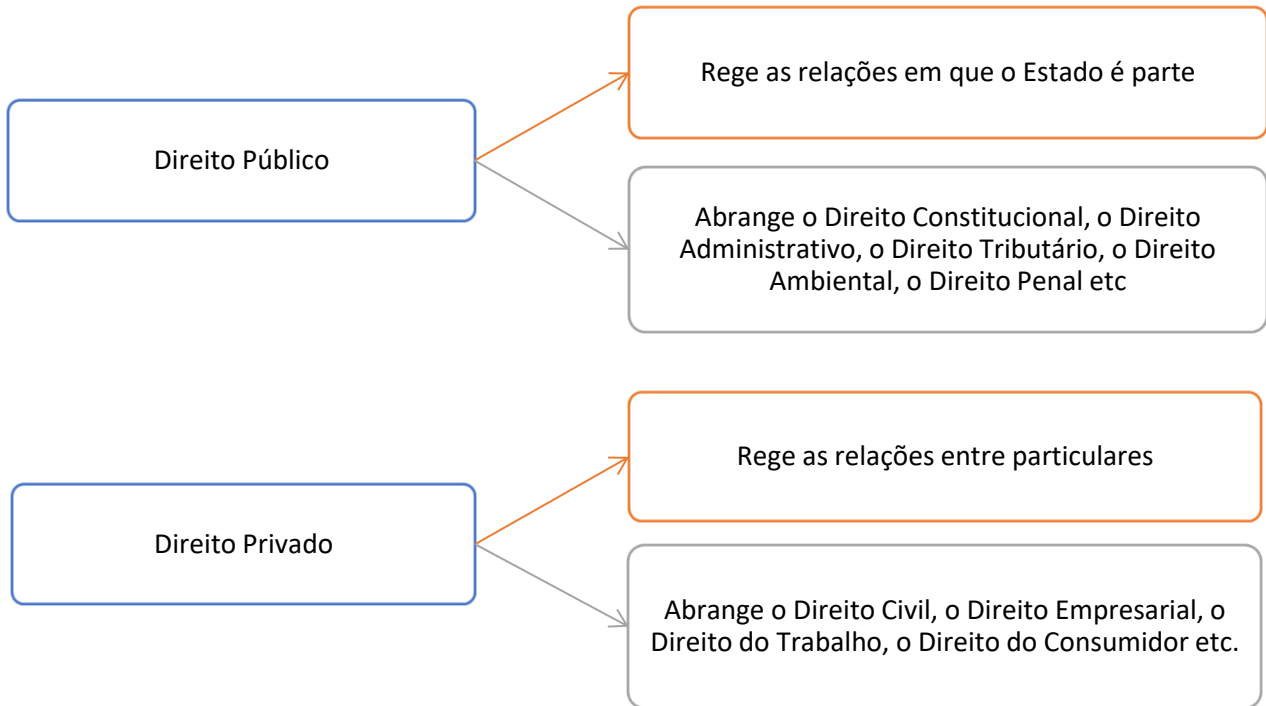 Direito Público
Rege as relações em que o Estado é parte
Abrange o Direito Constitucional, o Direito
Administrativo, o Direito Tributário, o Direito
Ambiental, o Direito Penal etc
Direito Privado
Rege as relações entre particulares
Abrange o Direito Civil, o Direito Empresarial, o
Direito do Trabalho, o Direito do Consumidor etc.